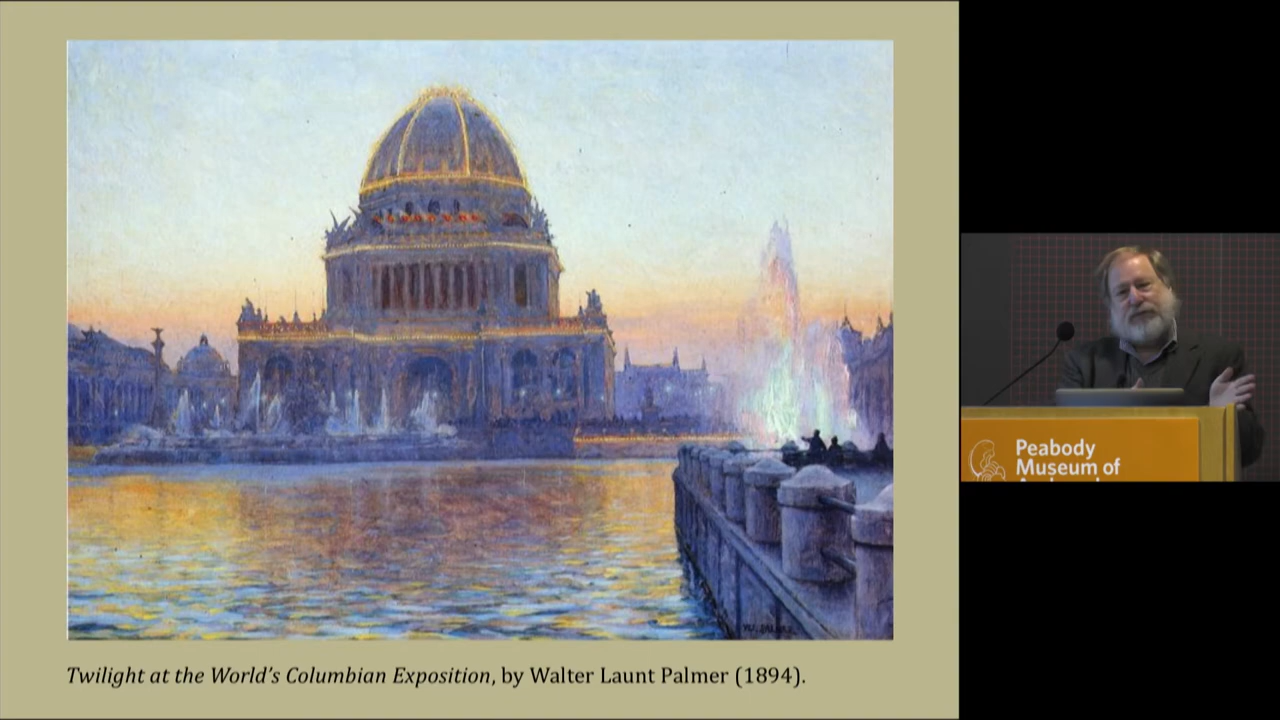 Twilight at the World's Columbian Exposition, by Walter Launt Palmer (1894).
Peabody
Museum of